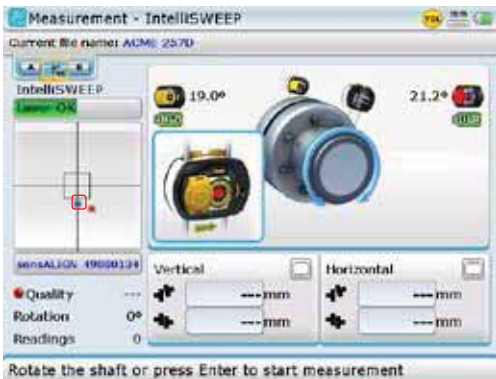 Measurement - IntelliSWEEP
Current file name: ACME 257D
IntelliSWEEP
Laser OK
19.0°
21.2°
sensALIGN 49000134
Quality ---
Rotation 0°
Readings 0
Vertical
---mm
---mm
Horizontal
---mm
---mm
Rotate the shaft or press Enter to start measurement